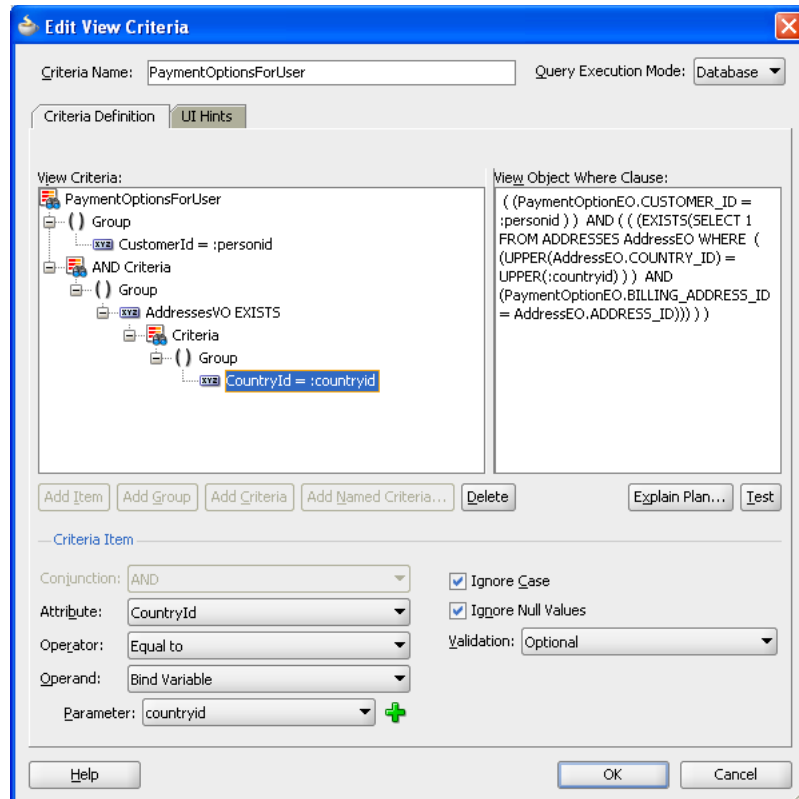 Edit View Criteria
Criteria Name: PaymentOptionsForUser Query Execution Mode: Database
Criteria Definition UI Hints
View Criteria:
PaymentOptionsForUser
( ) Group
CustomerId = :personid
AND Criteria
( ) Group
AddressesVO EXISTS
Criteria
( ) Group
CountryId = :countryid
View Object Where Clause:
( (PaymentOptionEO.CUSTOMER_ID =
:personid ) ) AND ( ( (EXISTS(SELECT 1
FROM ADDRESSES AddressEO WHERE (
(UPPER(AddressEO.COUNTRY_ID) =
UPPER(:countryid) ) ) AND
(PaymentOptionEO.BILLING_ADDRESS_ID
= AddressEO.ADDRESS_ID))) ) )
Add Item Add Group Add Criteria Add Named Criteria... Delete Explain Plan... Test
Criteria Item
Conjunction: AND
Attribute: CountryId
Operator: Equal to
Operand: Bind Variable
Parameter: countryid
Ignore Case
Ignore Null Values
Validation: Optional
Help OK Cancel